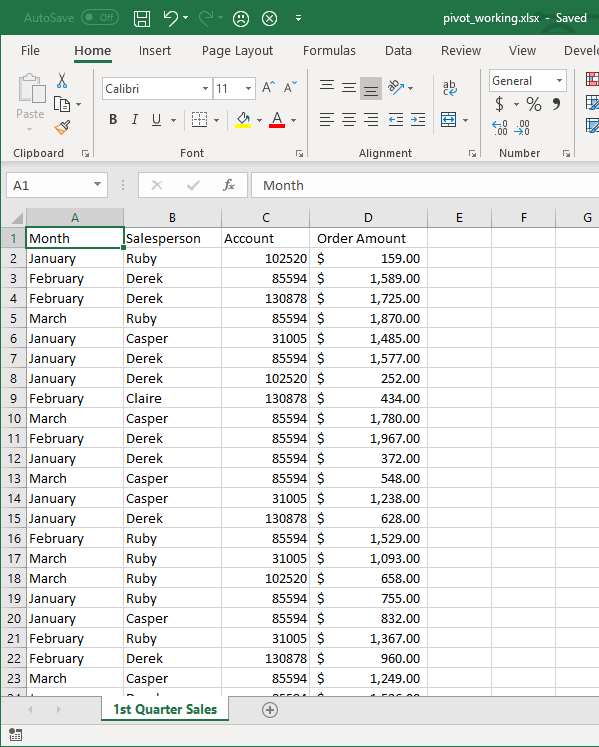 AutoSave Off pivot_working.xlsx - Saved
File Home Insert Page Layout Formulas Data Review View Develo
Paste Calibri 11 A A ab General
B I U A $ % ,
Clipboard Font Alignment Number
A1 fx Month
A B C D E F G
1 Month Salesperson Account Order Amount
2 January Ruby 102520 $ 159.00
3 February Derek 85594 $ 1,589.00
4 February Derek 130878 $ 1,725.00
5 March Ruby 85594 $ 1,870.00
6 January Casper 31005 $ 1,485.00
7 January Derek 85594 $ 1,577.00
8 January Derek 102520 $ 252.00
9 February Claire 130878 $ 434.00
10 March Casper 85594 $ 1,780.00
11 February Derek 85594 $ 1,967.00
12 January Derek 85594 $ 372.00
13 March Casper 85594 $ 548.00
14 January Casper 31005 $ 1,238.00
15 January Derek 130878 $ 628.00
16 February Ruby 85594 $ 1,529.00
17 March Ruby 31005 $ 1,093.00
18 March Ruby 102520 $ 658.00
19 January Ruby 85594 $ 755.00
20 January Casper 85594 $ 832.00
21 February Ruby 31005 $ 1,367.00
22 February Derek 130878 $ 960.00
23 March Casper 85594 $ 1,249.00
1st Quarter Sales